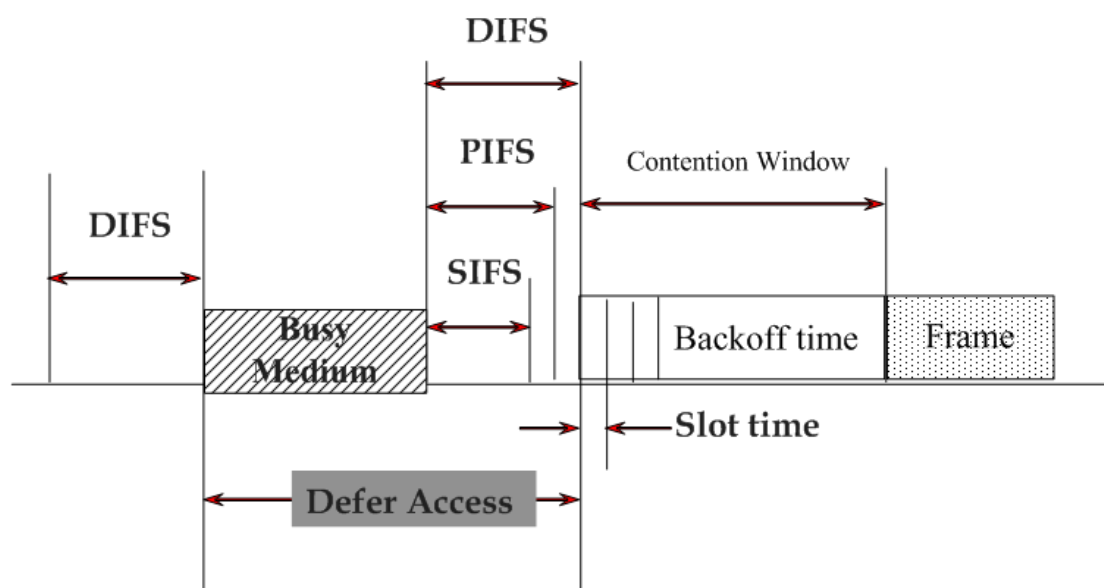 DIFS
PIFS
Contention Window
DIFS
SIFS
Busy
Medium
Backoff time
Frame
Slot time
Defer Access